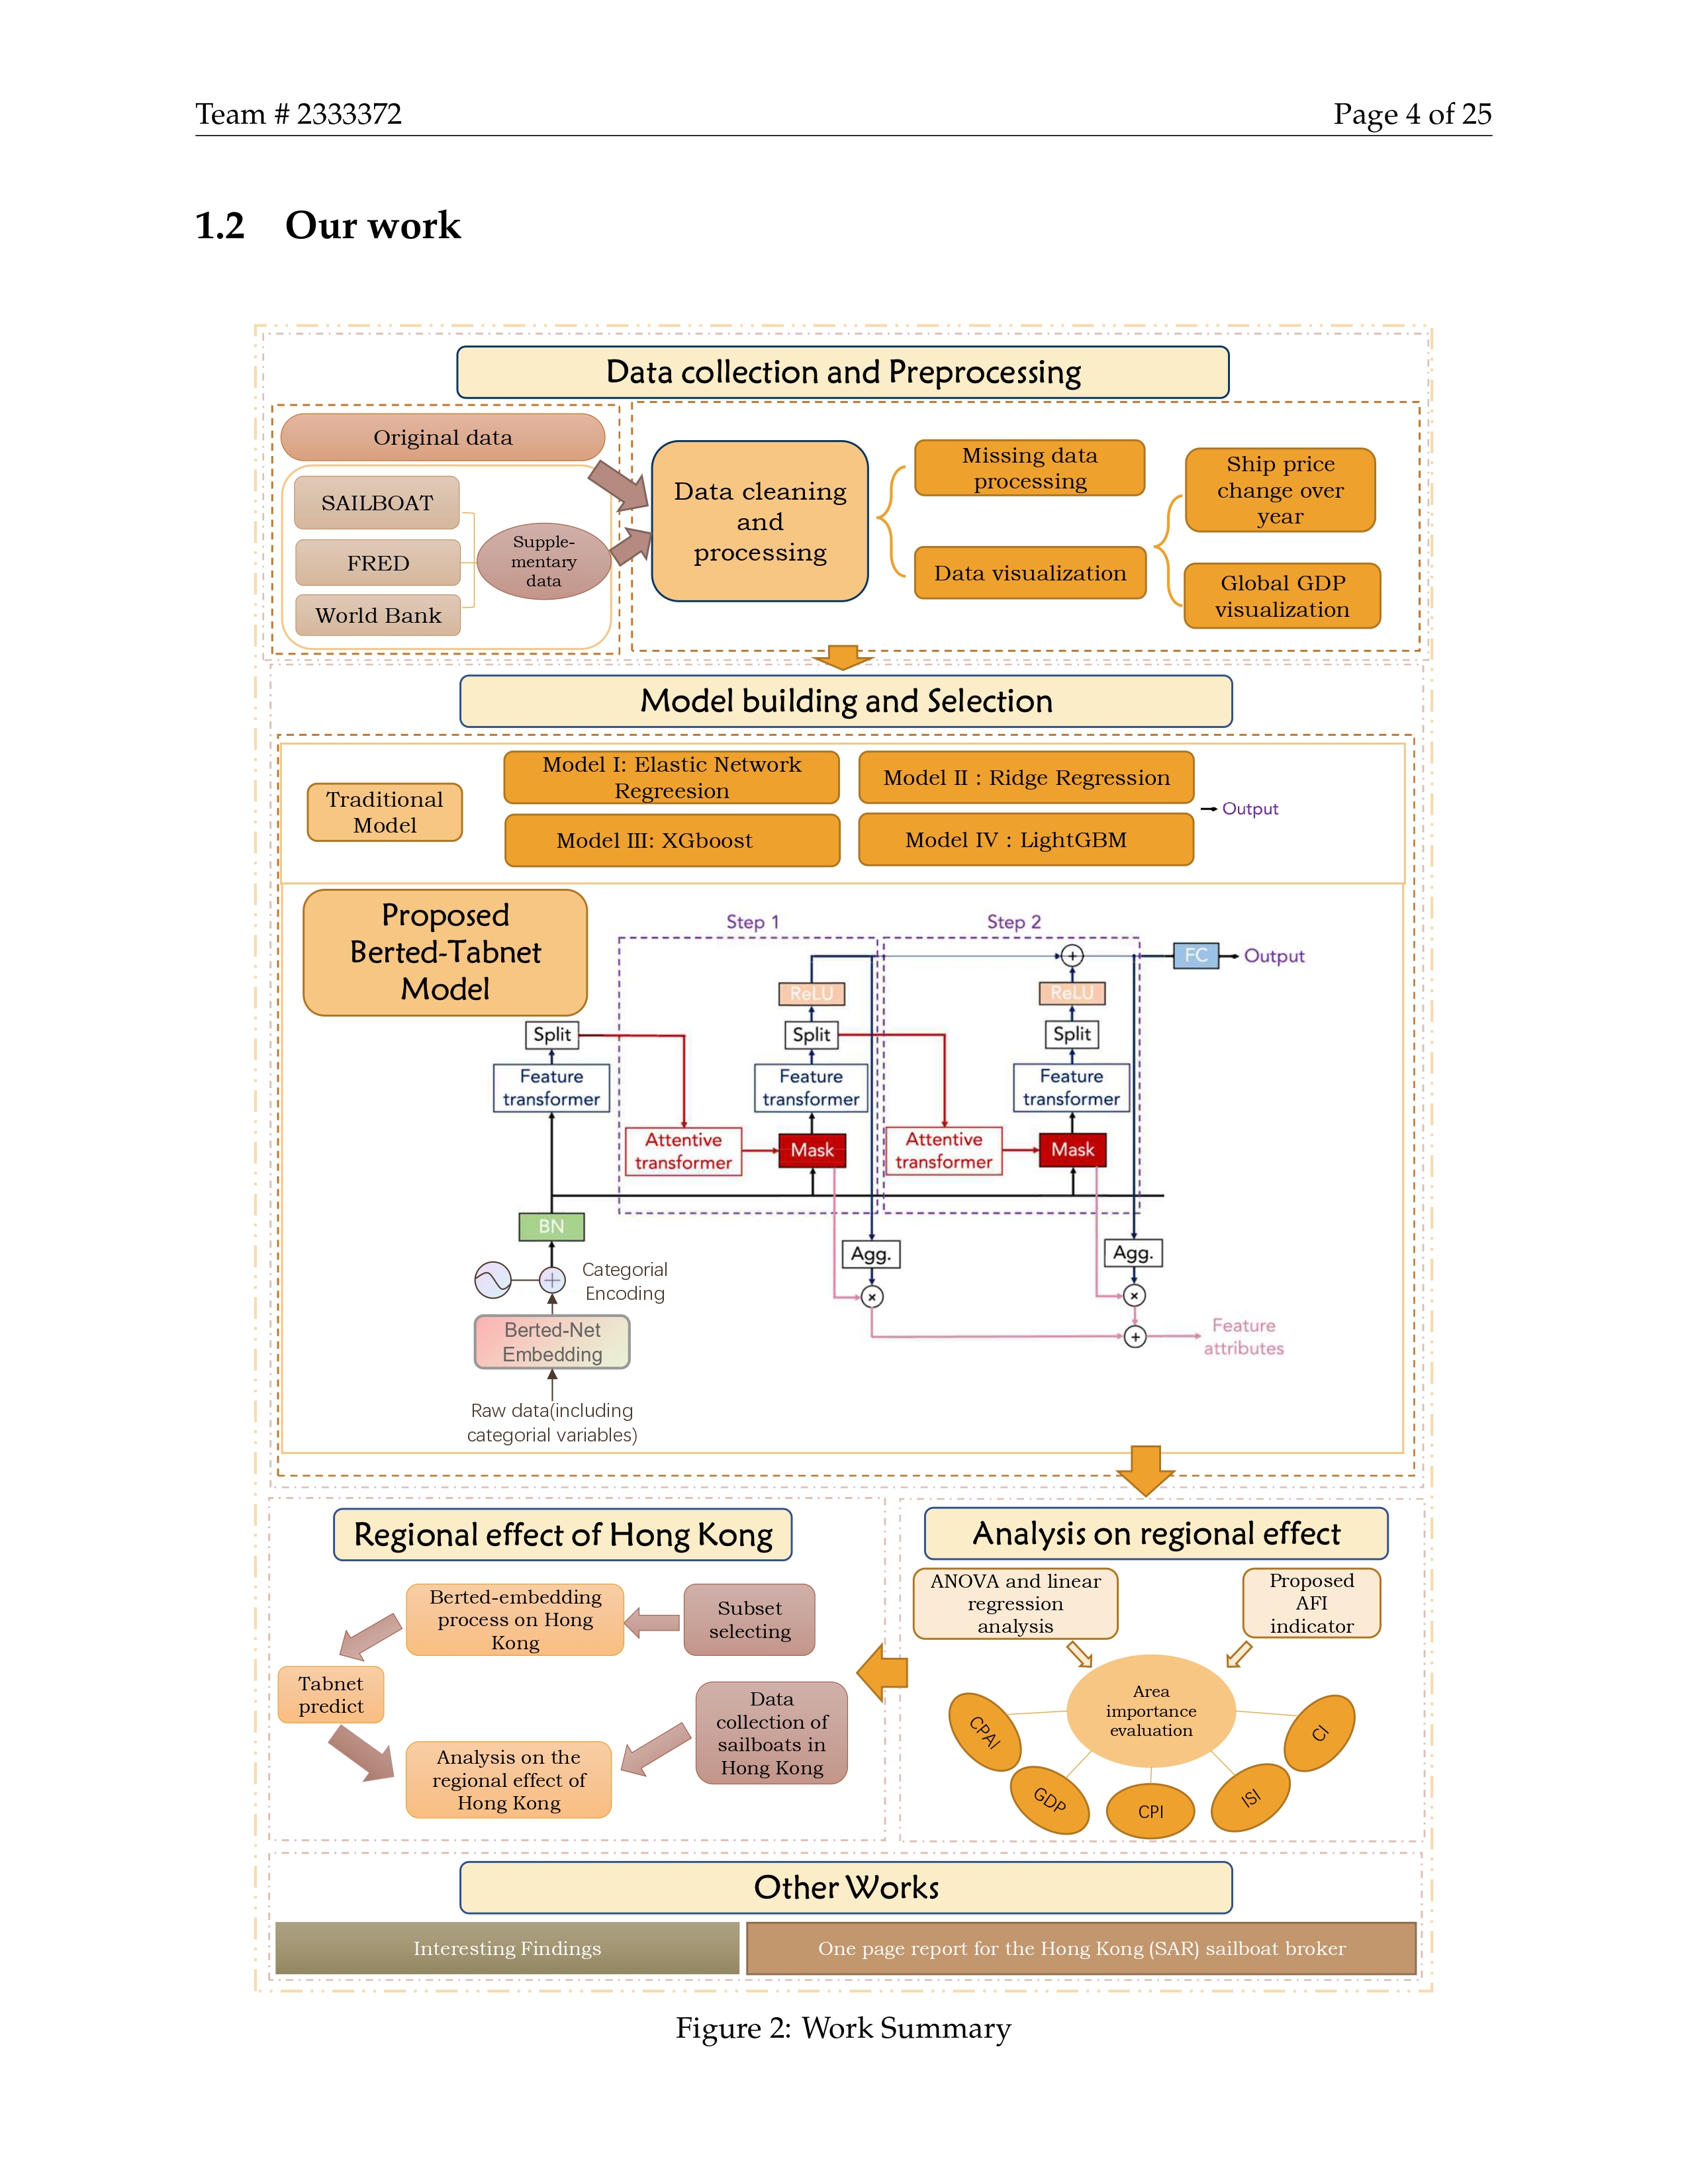 Team # 2333372
Page 4 of 25
1.2 Our work
Data collection and Preprocessing
Original data
SAILBOAT
FRED
World Bank
Supple-
mentary
data
Data cleaning
and
processing
Missing data
processing
Data visualization
Ship price
change over
year
Global GDP
visualization
Model building and Selection
Traditional
Model
Model I: Elastic Network
Regreesion
Model II : Ridge Regression
Model III: XGboost
Model IV : LightGBM
Output
Proposed
Berted-Tabnet
Model
Step 1
Step 2
FC
Output
ReLU
ReLU
Split
Split
Split
Feature
transformer
Feature
transformer
Feature
transformer
Attentive
transformer
Mask
Attentive
transformer
Mask
BN
Agg.
Agg.
Categorial
Encoding
Berted-Net
Embedding
Feature
attributes
Raw data(including
categorial variables)
Regional effect of Hong Kong
Berted-embedding
process on Hong
Kong
Subset
selecting
Tabnet
predict
Data
collection of
sailboats in
Hong Kong
Analysis on the
regional effect of
Hong Kong
Analysis on regional effect
ANOVA and linear
regression
analysis
Proposed
AFI
indicator
Area
importance
evaluation
CPAI
GDP
CPI
ISI
CI
Other Works
Interesting Findings
One page report for the Hong Kong (SAR) sailboat broker
Figure 2: Work Summary